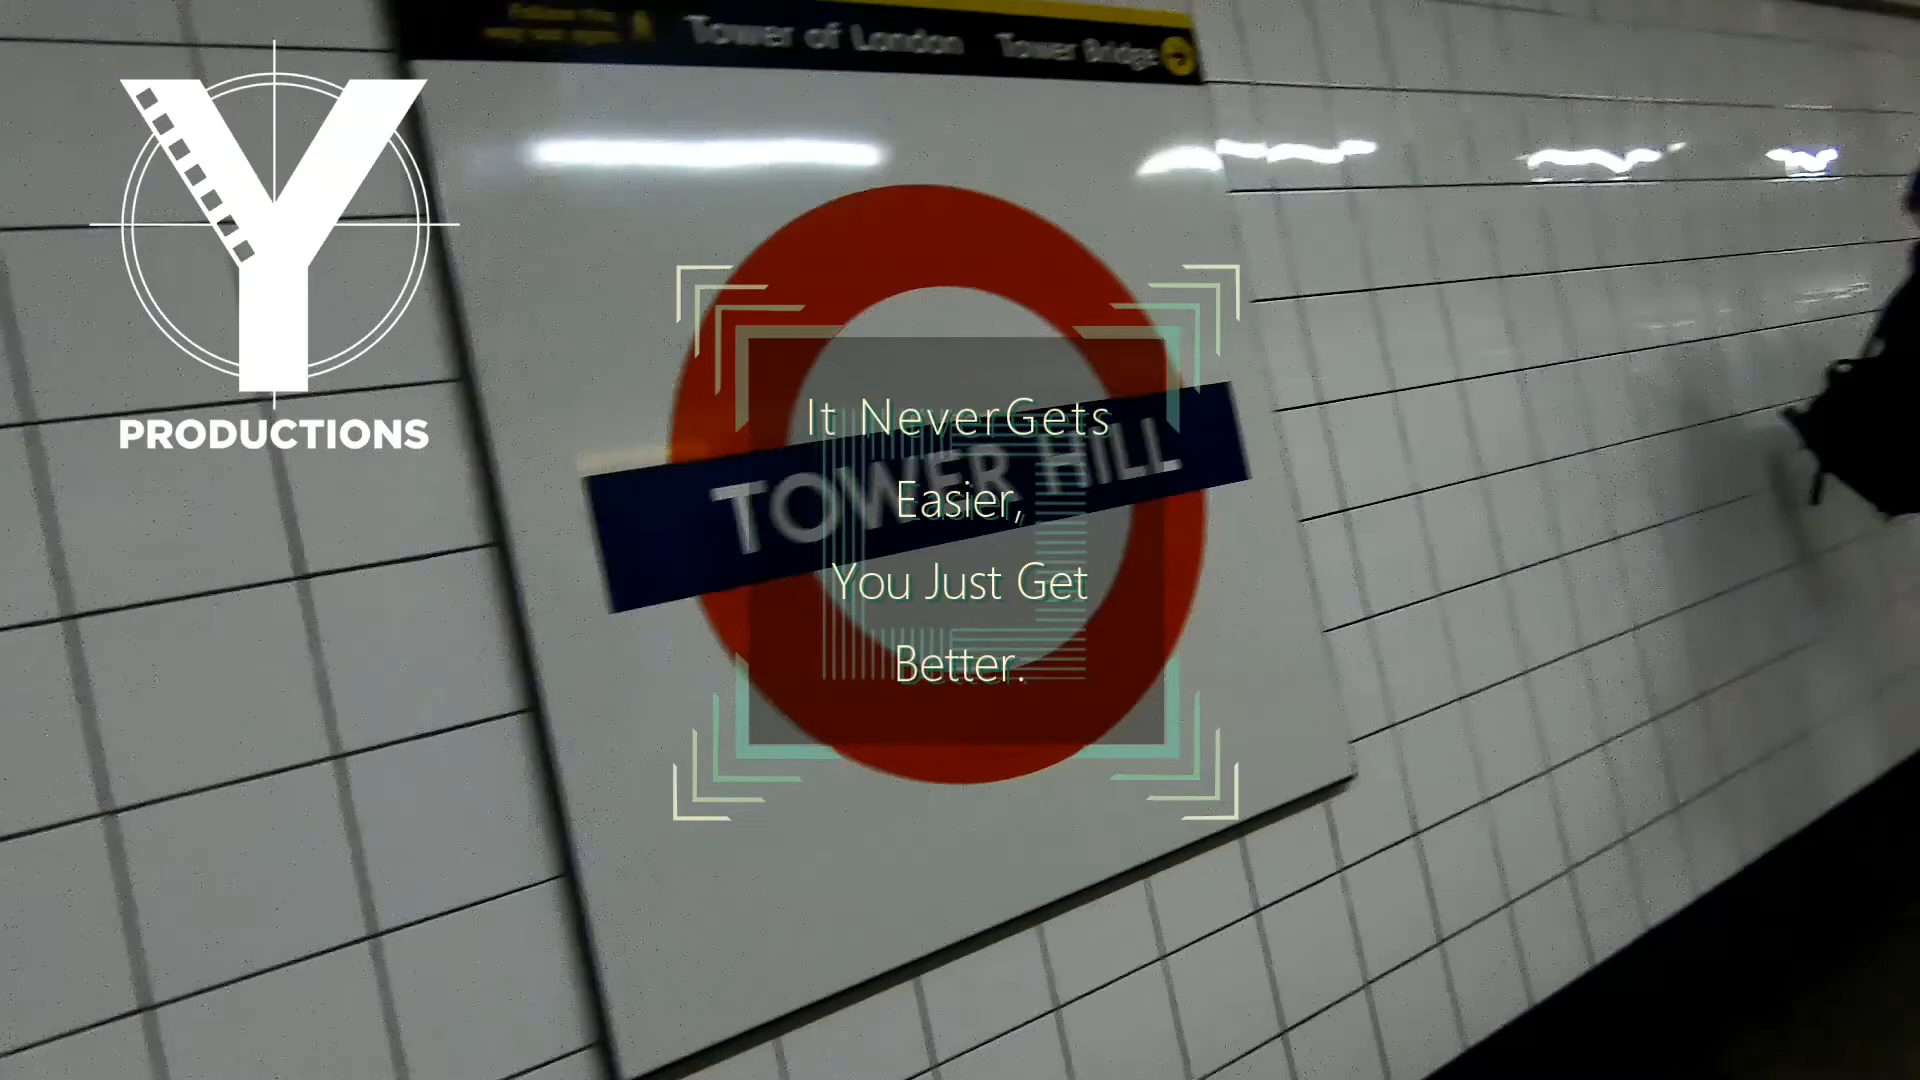 Tower of London Tower Bridge
Y
PRODUCTIONS
TOWER HILL
It NeverGets
Easier,
You Just Get
Better.